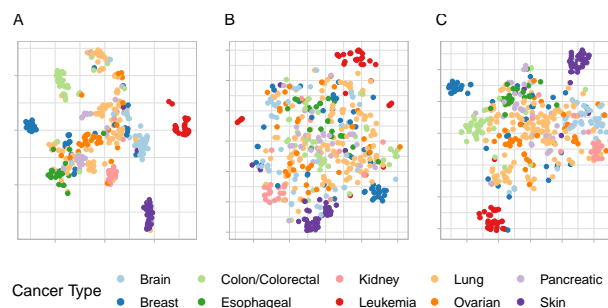 A B C
Cancer Type
Brain Colon/Colorectal Kidney Lung Pancreatic
Breast Esophageal Leukemia Ovarian Skin